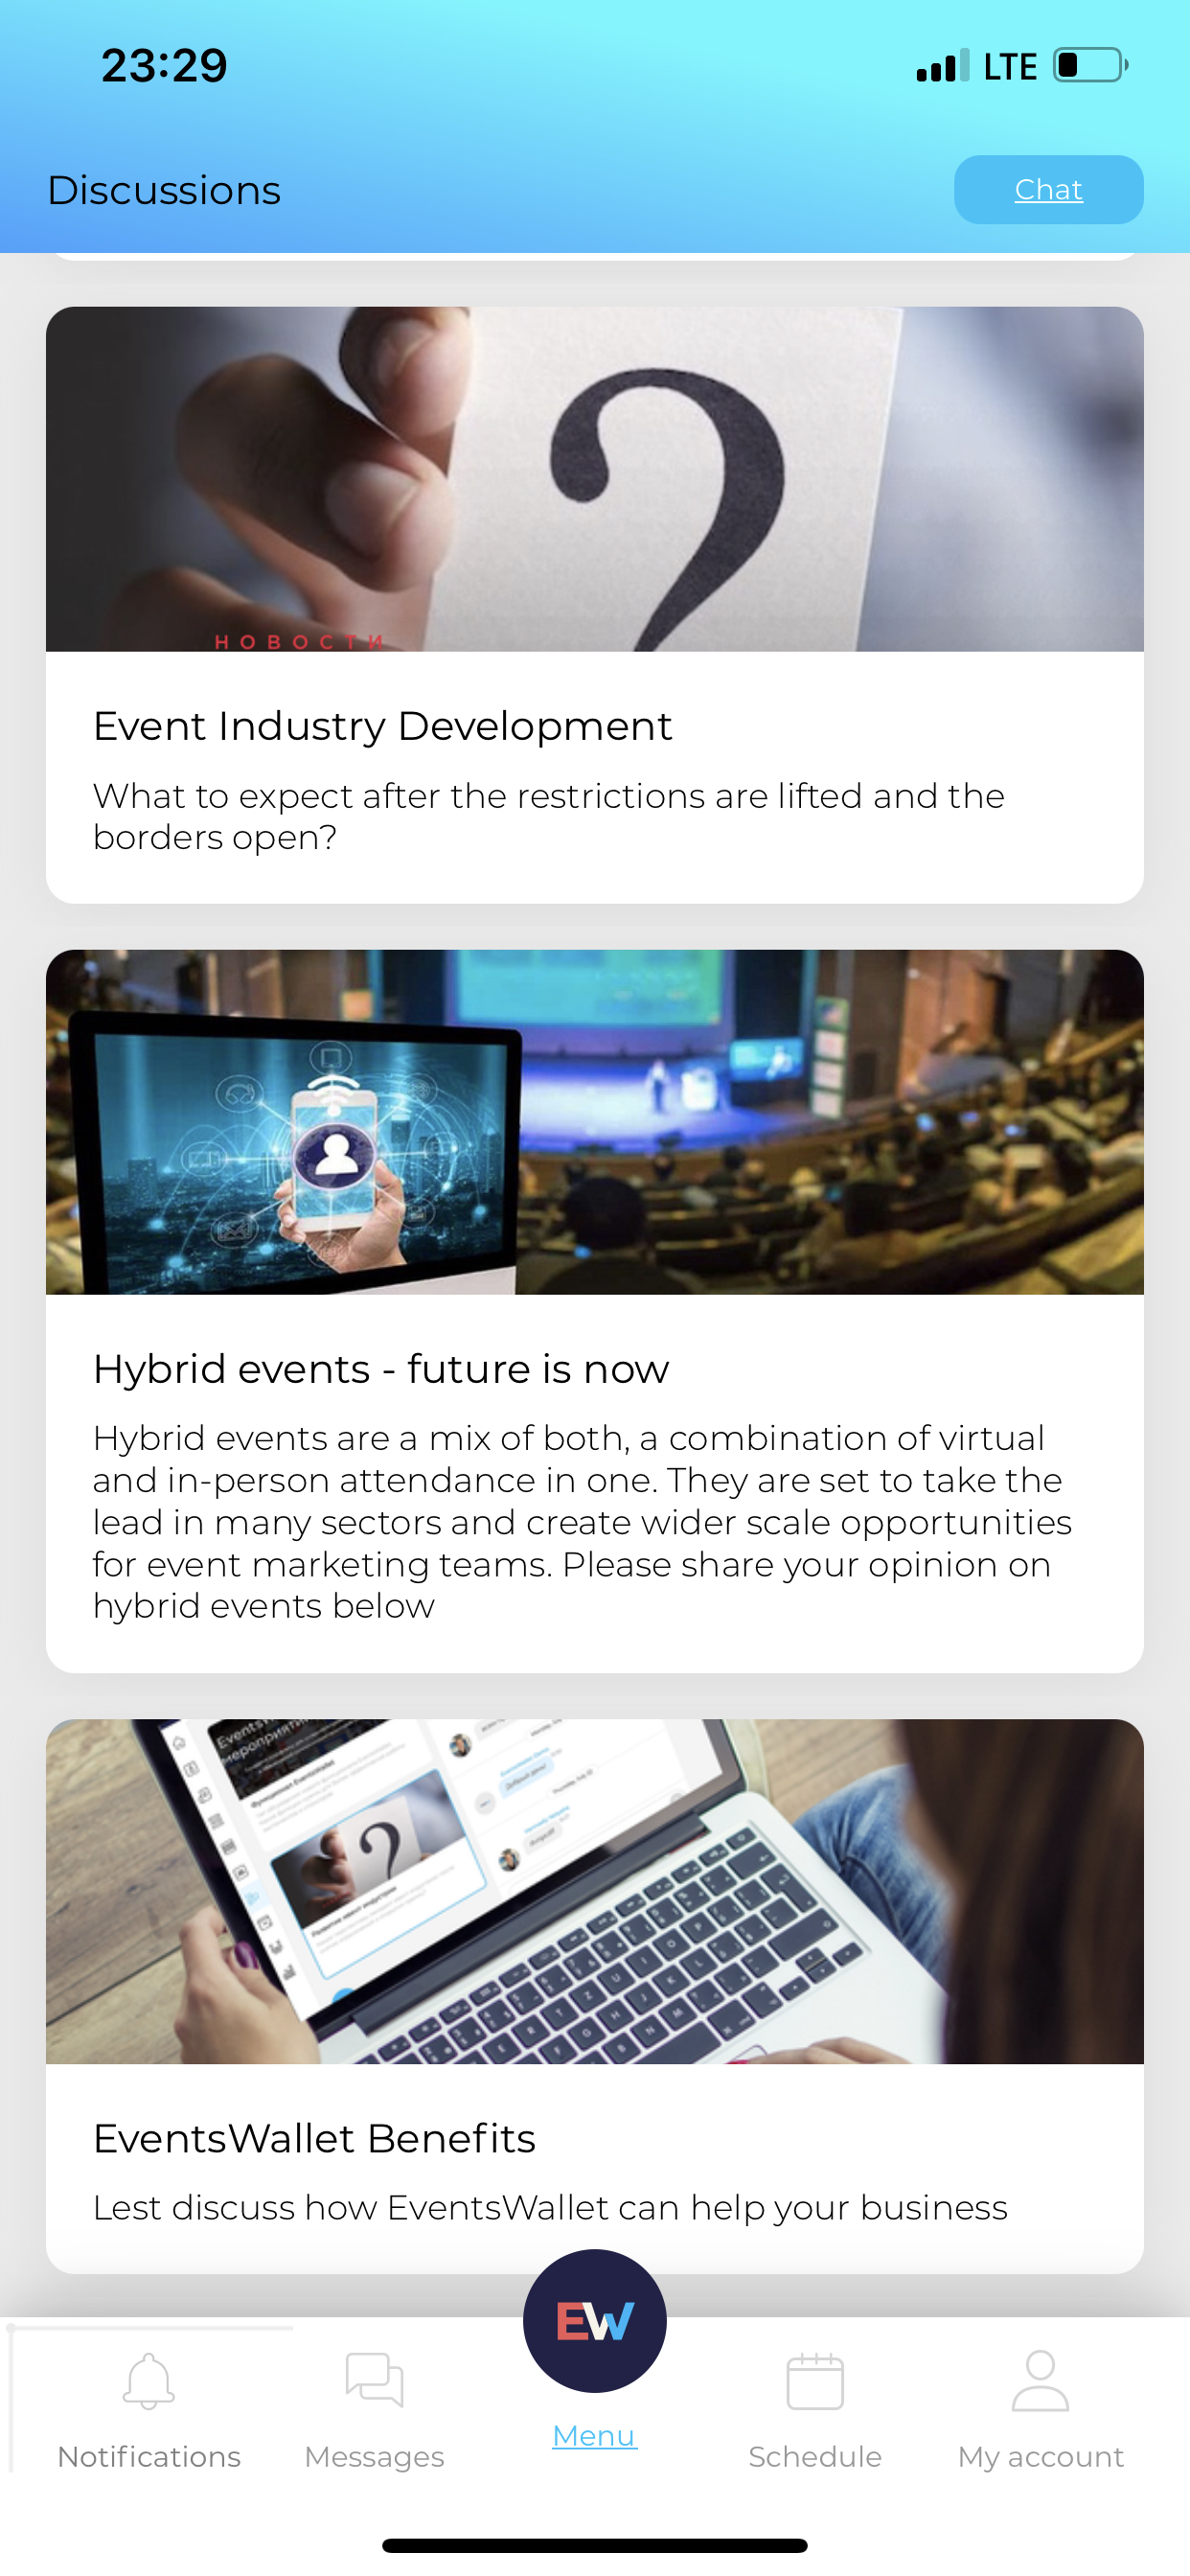 23:29
LTE
Discussions
Chat
?
НОВОСТИ
Event Industry Development
What to expect after the restrictions are lifted and the
borders open?
Hybrid events - future is now
Hybrid events are a mix of both, a combination of virtual
and in-person attendance in one. They are set to take the
lead in many sectors and create wider scale opportunities
for event marketing teams. Please share your opinion on
hybrid events below
?
EventsWallet Benefits
Lest discuss how EventsWallet can help your business
EW
Notifications
Messages
Menu
Schedule
My account